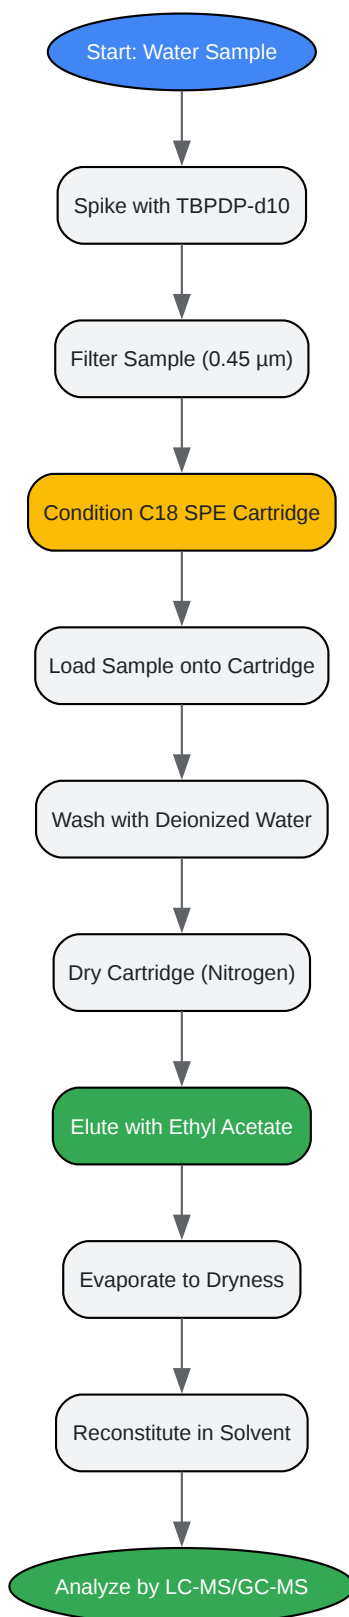 Start: Water Sample
Spike with TBPDP-d10
Filter Sample (0.45 µm)
Condition C18 SPE Cartridge
Load Sample onto Cartridge
Wash with Deionized Water
Dry Cartridge (Nitrogen)
Elute with Ethyl Acetate
Evaporate to Dryness
Reconstitute in Solvent
Analyze by LC-MS/GC-MS